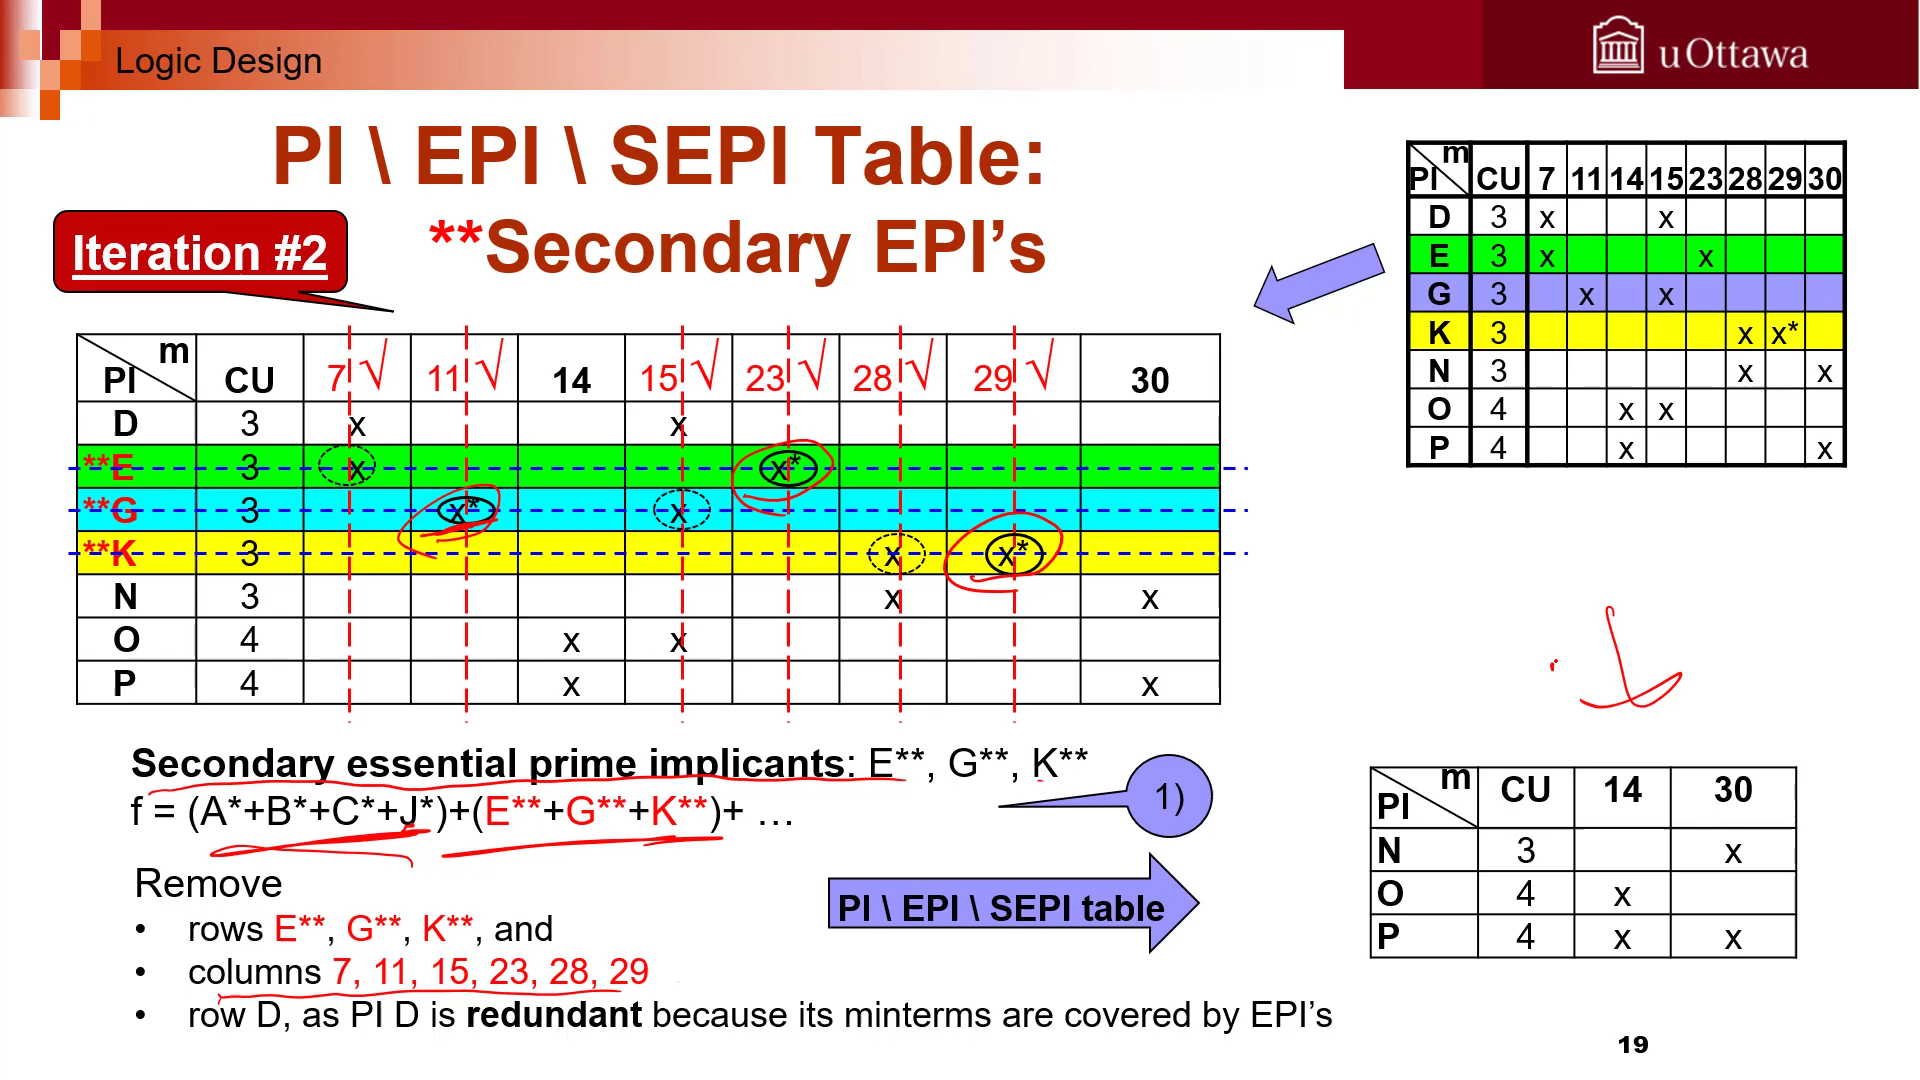 Logic Design
uOttawa
PI \ EPI \ SEPI Table:
**Secondary EPI’s
Iteration #2
m
PI CU 7 11 14 15 23 28 29 30
D 3 x x
E 3 x x
G 3 x x
K 3 x x*
N 3 x x
O 4 x x
P 4 x x
m
PI CU 7√ 11√ 14 15√ 23√ 28√ 29√ 30
D 3 x x
**E 3 x x*
**G 3 x* x
**K 3 x x*
N 3 x x
O 4 x x
P 4 x x
Secondary essential prime implicants: E**, G**, K**
f = (A*+B*+C*+J*)+(E**+G**+K**)+ …
1)
Remove
• rows E**, G**, K**, and
• columns 7, 11, 15, 23, 28, 29
• row D, as PI D is redundant because its minterms are covered by EPI’s
PI \ EPI \ SEPI table
m
PI CU 14 30
N 3 x
O 4 x
P 4 x x
19